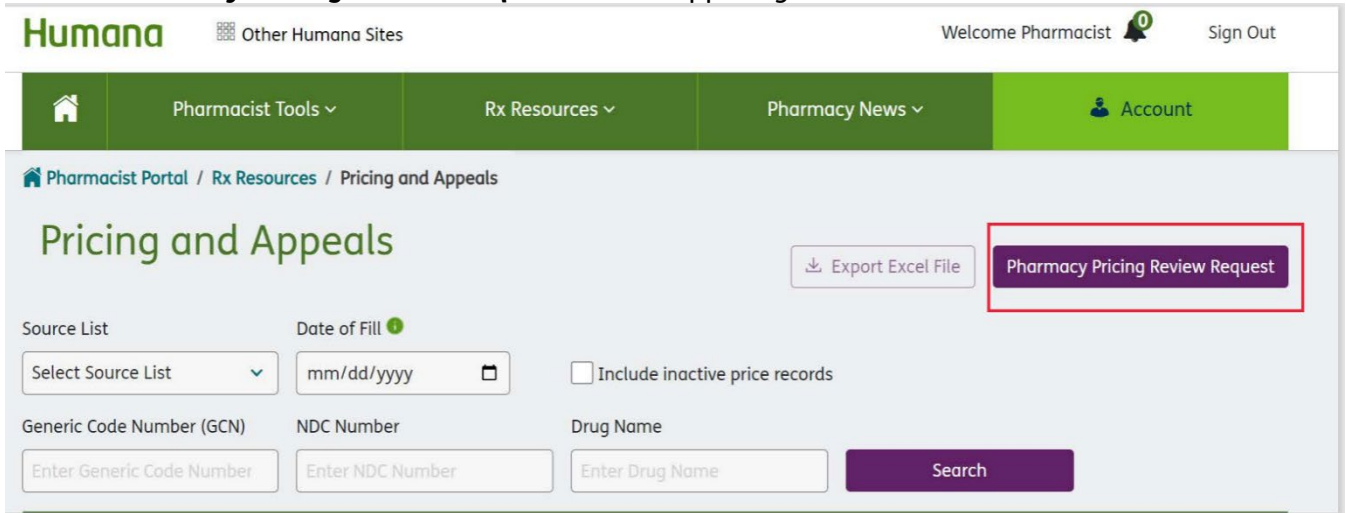 Humana Other Humana Sites Welcome Pharmacist 0 Sign Out
Pharmacist Tools Rx Resources Pharmacy News Account
Pharmacist Portal / Rx Resources / Pricing and Appeals
Pricing and Appeals
Export Excel File Pharmacy Pricing Review Request
Source List Date of Fill
Select Source List mm/dd/yyyy Include inactive price records
Generic Code Number (GCN) NDC Number Drug Name
Enter Generic Code Number Enter NDC Number Enter Drug Name Search